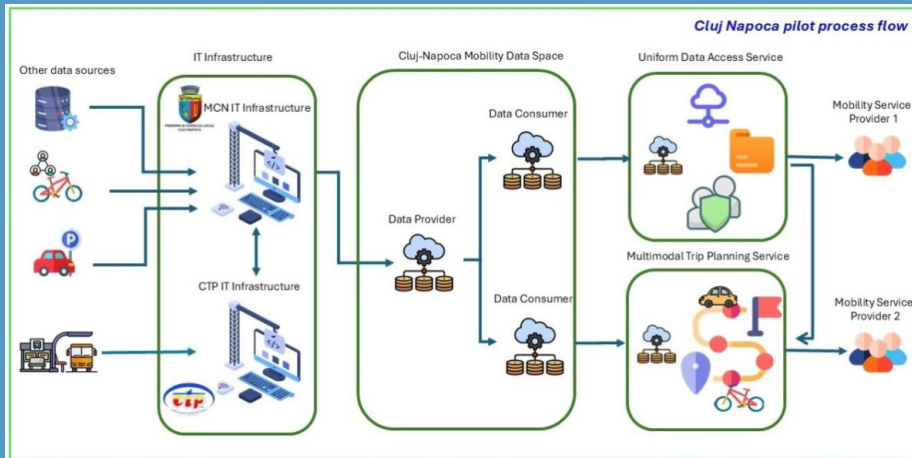 Cluj Napoca pilot process flow
Other data sources
IT Infrastructure
Cluj-Napoca Mobility Data Space
Uniform Data Access Service
MCN IT Infrastructure
Data Consumer
Mobility Service
Provider 1
P
Data Provider
Multimodal Trip Planning Service
CTP IT Infrastructure
Data Consumer
Mobility Service
Provider 2